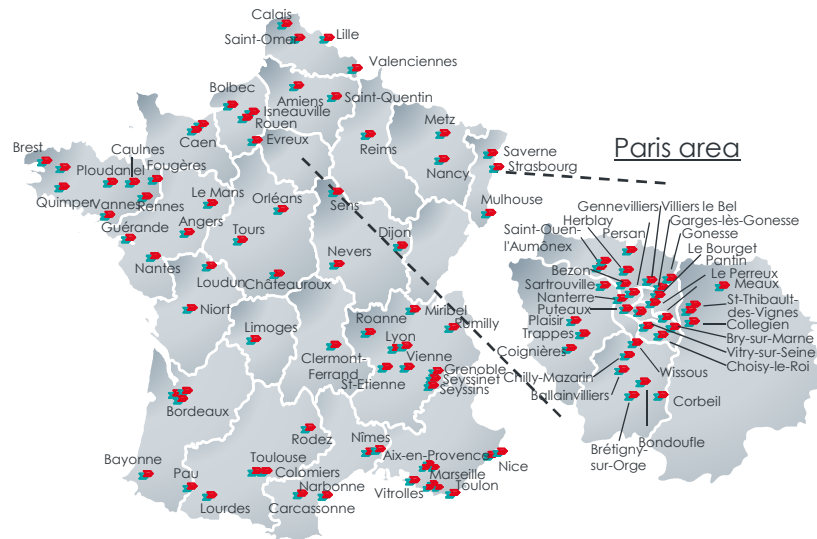 Calais
Saint-Omer
Lille
Valenciennes
Bolbec
Amiens
Saint-Quentin
Isneauville
Rouen
Evreux
Caen
Reims
Metz
Nancy
Saverne
Strasbourg
Mulhouse
Brest
Caulnes
Ploudaniel
Fougères
Quimper
Vannes
Rennes
Guérande
Le Mans
Angers
Orléans
Tours
Sens
Dijon
Nevers
Nantes
Loudun
Châteauroux
Niort
Limoges
Roanne
Miribel
Rumilly
Lyon
Clermont-
Ferrand
Vienne
St-Etienne
Grenoble
Seyssinet
Seyssins
Bordeaux
Rodez
Nîmes
Aix-en-Provence
Toulouse
Colomiers
Marseille
Nice
Bayonne
Pau
Lourdes
Narbonne
Carcassonne
Vitrolles
Toulon
Paris area
Gennevilliers
Villiers le Bel
Herblay
Garges-lès-Gonesse
Persan
Gonesse
Saint-Ouen-
l'Aumônex
Le Bourget
Pantin
Bezon
Le Perreux
Sartrouville
Meaux
Nanterre
St-Thibault-
des-Vignes
Puteaux
Plaisir
Collegien
Trappes
Bry-sur-Marne
Coignières
Vitry-sur-Seine
Choisy-le-Roi
Wissous
Chilly-Mazarin
Ballainvilliers
Corbeil
Bondoufle
Brétigny-
sur-Orge